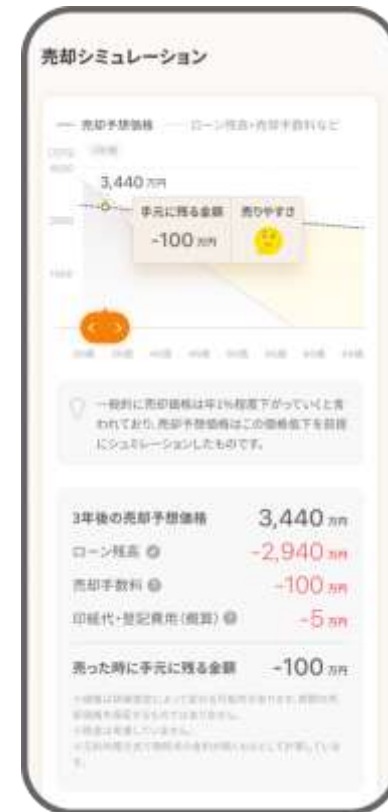 売却シミュレーション
売却予想価格 ローン残高・売却手数料など
3,440万円
手元に残る金額 売りやすさ
-100万円
一般的に売却価格は年1%程度下がっていくと言
われており、売却予想価格はこの価格低下を前提
にシュミレーションしたものです。
3年後の売却予想価格 3,440万円
ローン残高 -2,940万円
売却手数料 -100万円
印紙代・登記費用(概算) -5万円
売った時に手元に残る金額 -100万円